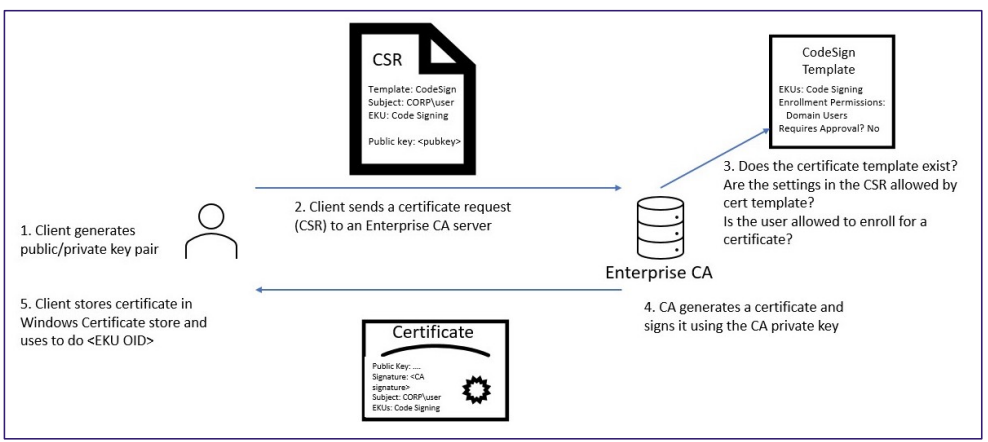 CSR
Template: CodeSign
Subject: CORP\user
EKU: Code Signing
Public key: <pubkey>
CodeSign
Template
EKUs: Code Signing
Enrollment Permissions:
Domain Users
Requires Approval? No
1. Client generates
public/private key pair
2. Client sends a certificate request
(CSR) to an Enterprise CA server
3. Does the certificate template exist?
Are the settings in the CSR allowed by
cert template?
Is the user allowed to enroll for a
certificate?
Enterprise CA
4. CA generates a certificate and
signs it using the CA private key
5. Client stores certificate in
Windows Certificate store and
uses to do <EKU OID>
Certificate
Public Key: ....
Signature: <CA
signature>
Subject: CORP\user
EKUs: Code Signing